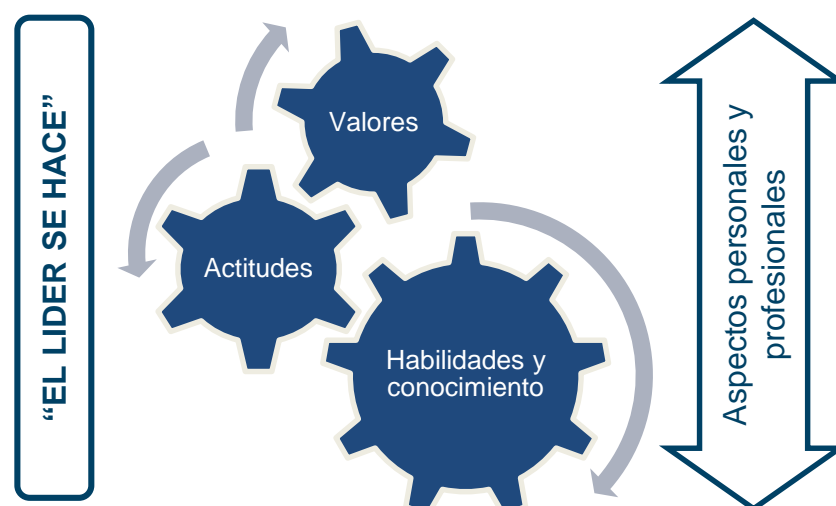 “EL LIDER SE HACE”
Valores
Actitudes
Habilidades y
conocimiento
Aspectos personales y
profesionales